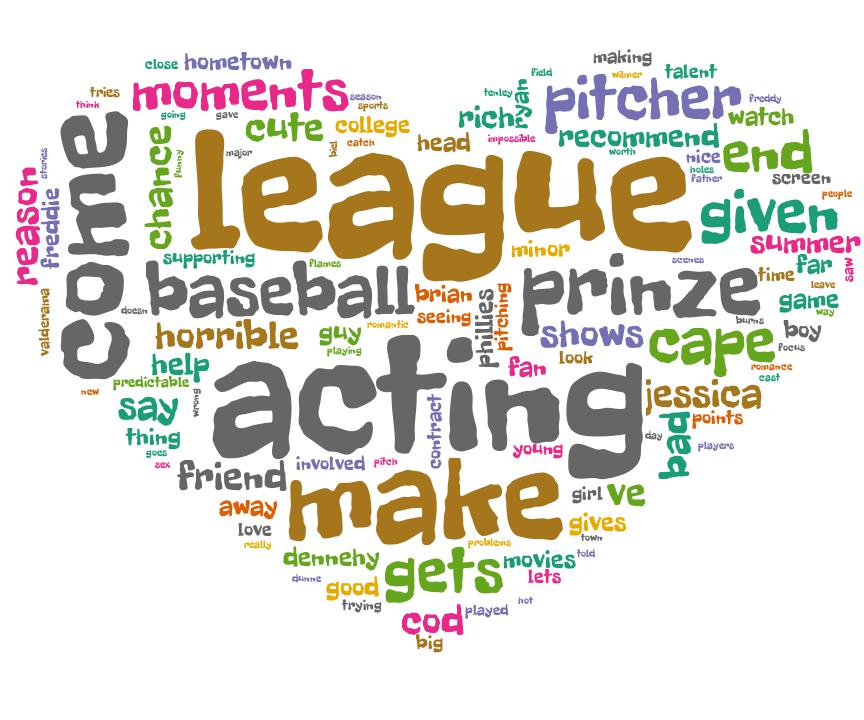 close hometown
making
tries
moments
season
sports
think
going
gave
cute
college
catch
biel
head
field
wilmer
talent
tenley
ryan
pitcher
freddy
rich
impossible
recommend
worth
watch
nice
holes
father
end
screen
people
come
chance
funny
major
league
given
summer
saw
reason
freddie
stories
supporting
flames
minor
scenes
far
time
leave
valderama
doesn
baseball
brian
seeing
phillies
pitching
prinze
burns
game
way
horrible
guy
romantic
playing
shows
cape
boy
focus
look
romance
cast
help
predictable
new
wrong
acting
fan
jessica
say
contract
day
bad
points
players
thing
goes
sex
friend
involved
pitch
young
make
girl ve
away
love
really
gives
town
problems
dennehy
gets
movies
told
dunne
good
lets
trying
cod
played
hot
big